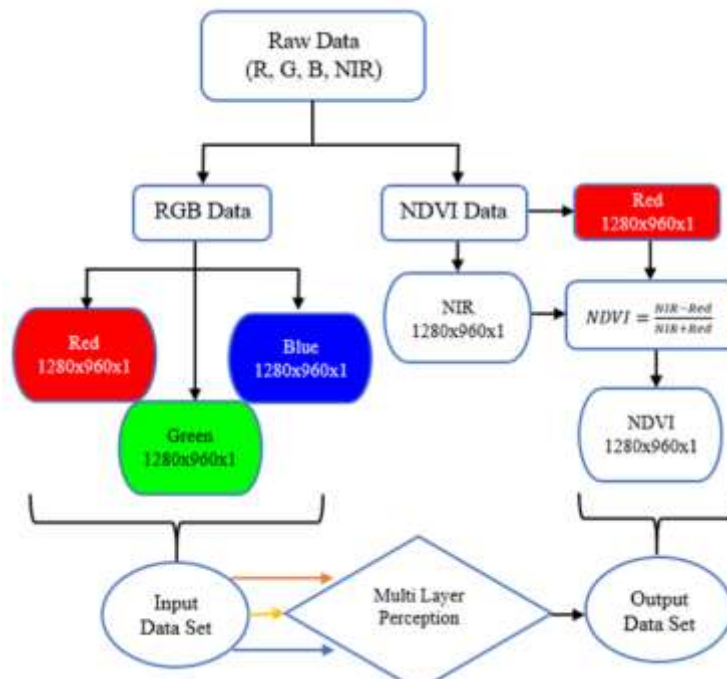 Raw Data
(R, G, B, NIR)
RGB Data
NDVI Data
Red
1280x960x1
Red
1280x960x1
Green
1280x960x1
Blue
1280x960x1
NIR
1280x960x1
NDVI = NIR−Red / NIR+Red
NDVI
1280x960x1
Input
Data Set
Multi Layer
Perception
Output
Data Set